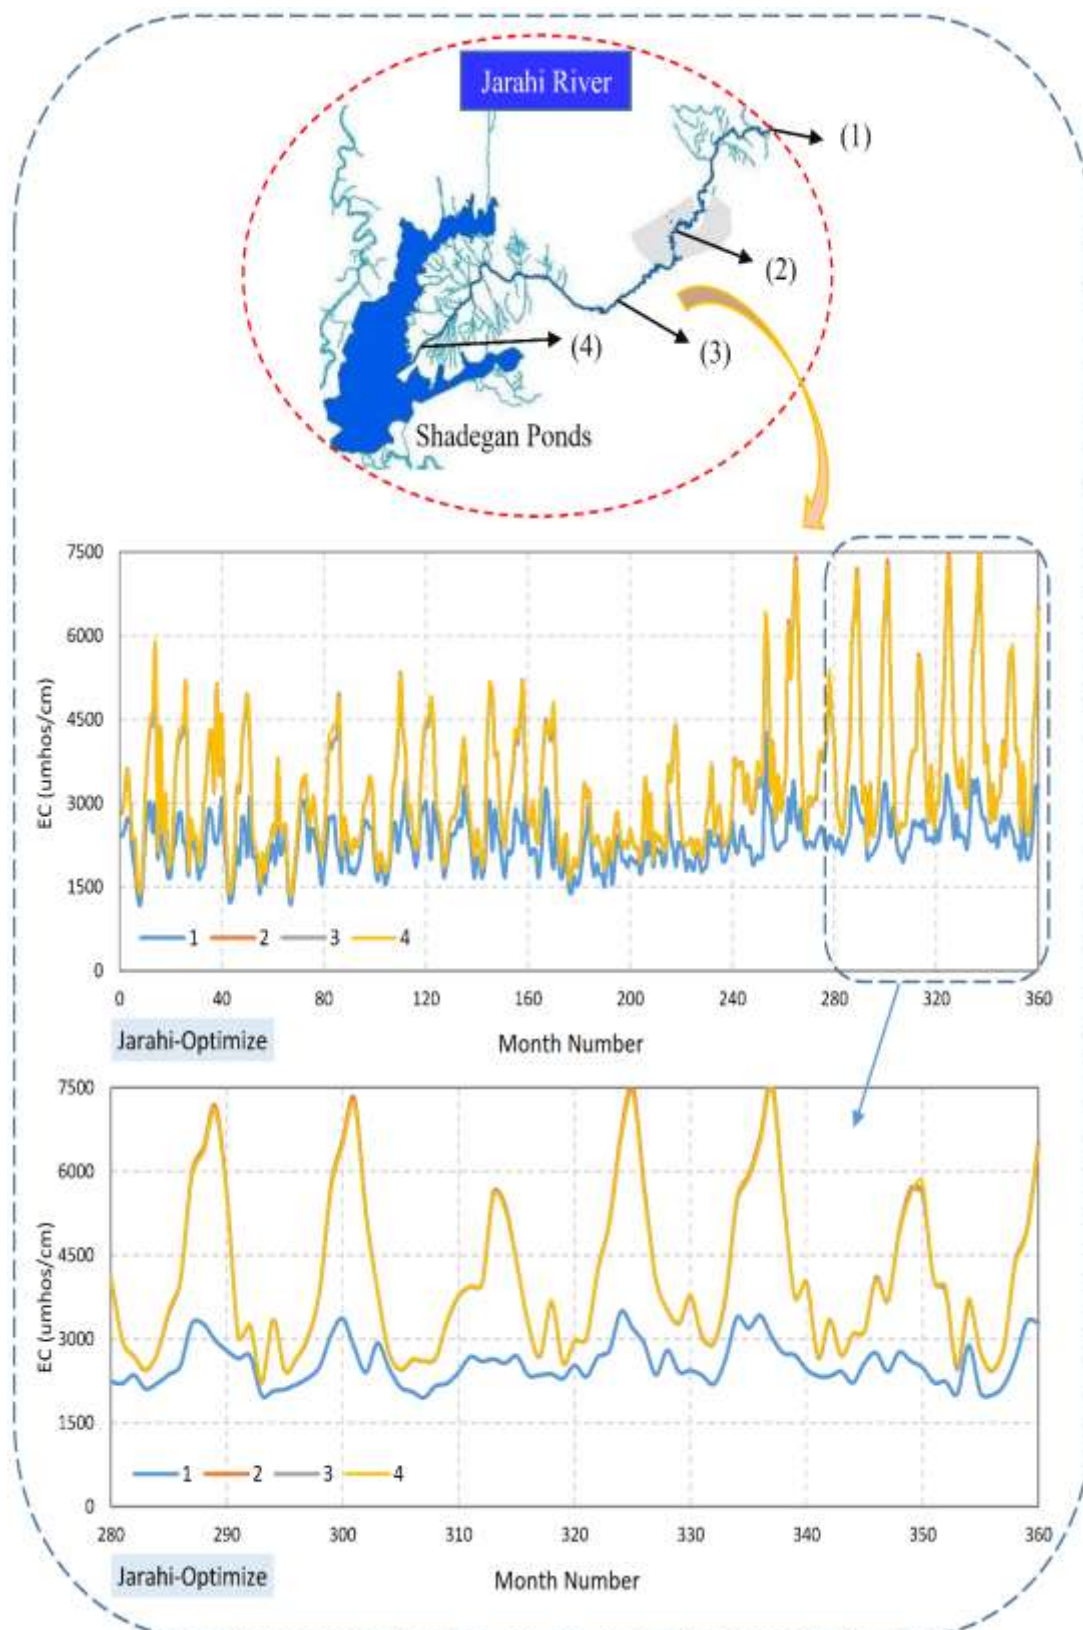 Jarahi River
(1)
(2)
(3)
(4)
Shadegan Ponds
7500
6000
4500
3000
1500
0
EC (umhos/cm)
1 2 3 4
0 40 80 120 160 200 240 280 320 360
Jarahi-Optimize
Month Number
7500
6000
4500
3000
1500
0
EC (umhos/cm)
1 2 3 4
280 290 300 310 320 330 340 350 360
Jarahi-Optimize
Month Number